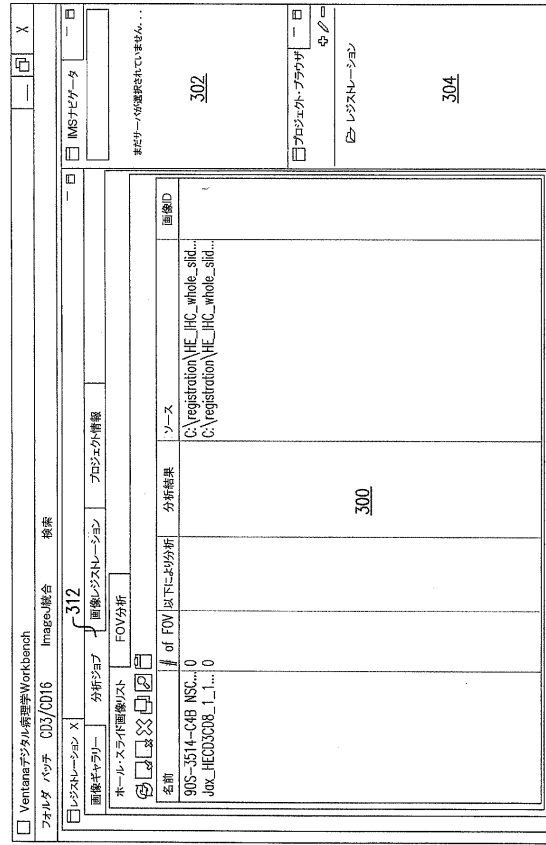 Ventanaデジタル病理学Workbench
— X
フォルダ バッチ CD3/CD16 ImageJ統合 検索
レジストレーション X
312
画像ギャラリー 分析ジョブ 画像レジストレーション プロジェクト情報
ホール・スライド画像リスト FOV分析
名前 # of FOV 以下により分析 分析結果 ソース 画像ID
90S-3514-C4B NSC... 0 C:\registration\HE_IHC_whole_slid...
Jax_HECD3CD8_1_1... 0 C:\registration\HE_IHC_whole_slid...
300
IMSナビゲータ
まだサーバが選択されていません...
302
プロジェクト・ブラウザ
レジストレーション
304